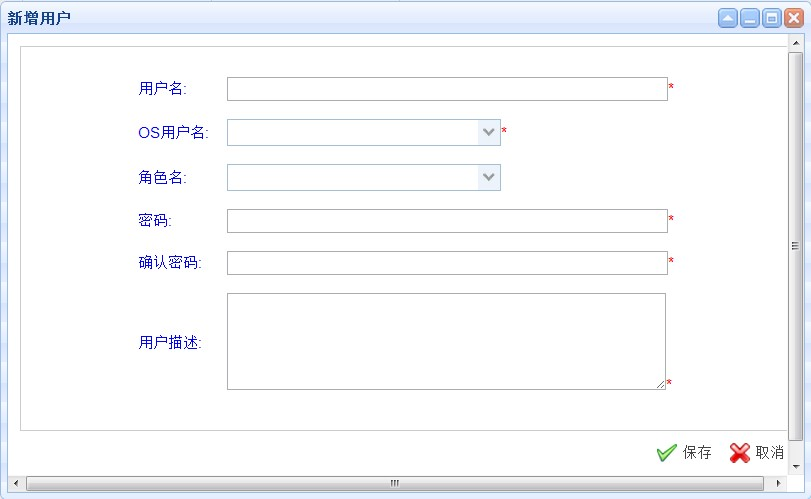 新增用户
用户名: *
OS用户名: *
角色名:
密码: *
确认密码: *
用户描述: *
保存 取消